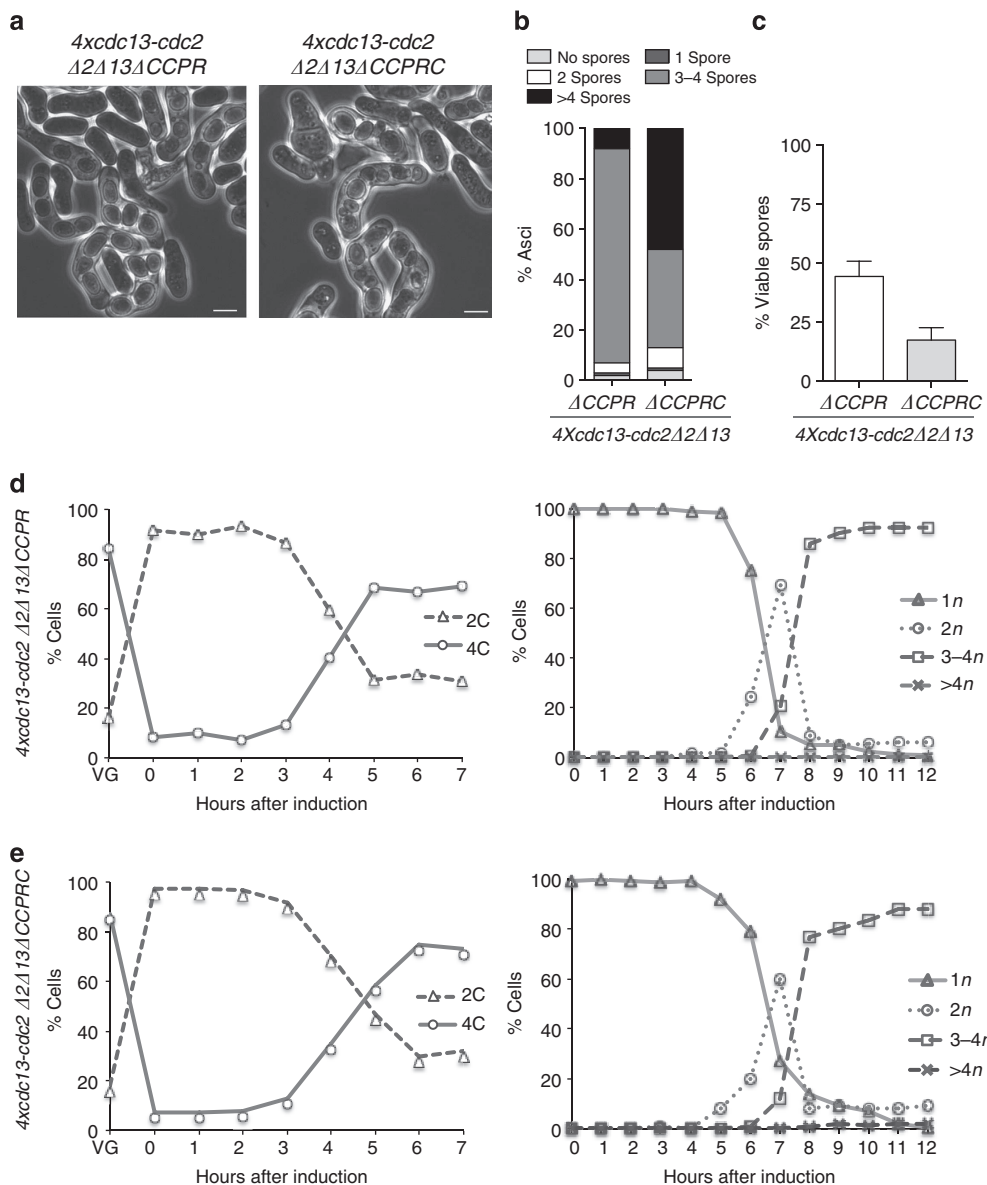 a
4xcdc13-cdc2
Δ2Δ13ΔCCPR
4xcdc13-cdc2
Δ2Δ13ΔCCPRC
b
No spores
1 Spore
2 Spores
3–4 Spores
>4 Spores
% Asci
100
80
60
40
20
0
ΔCCPR
ΔCCPRC
4Xcdc13-cdc2Δ2Δ13
c
% Viable spores
100
75
50
25
0
ΔCCPR
ΔCCPRC
4Xcdc13-cdc2Δ2Δ13
d
4xcdc13-cdc2 Δ2Δ13ΔCCPR
% Cells
100
80
60
40
20
0
2C
4C
VG 0 1 2 3 4 5 6 7
Hours after induction
% Cells
100
80
60
40
20
0
1n
2n
3–4n
>4n
0 1 2 3 4 5 6 7 8 9 10 11 12
Hours after induction
e
4xcdc13-cdc2 Δ2Δ13ΔCCPRC
% Cells
100
80
60
40
20
0
2C
4C
VG 0 1 2 3 4 5 6 7
Hours after induction
% Cells
100
80
60
40
20
0
1n
2n
3–4n
>4n
0 1 2 3 4 5 6 7 8 9 10 11 12
Hours after induction